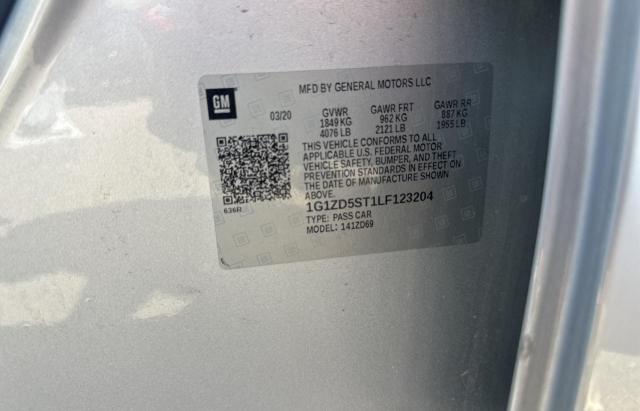 MFD BY GENERAL MOTORS LLC
GM
03/20 GVWR GAWR FRT GAWR RR
1849 KG 962 KG 887 KG
4076 LB 2121 LB 1955 LB
THIS VEHICLE CONFORMS TO ALL
APPLICABLE U.S. FEDERAL MOTOR
VEHICLE SAFETY, BUMPER, AND THEFT
PREVENTION STANDARDS IN EFFECT ON
THE DATE OF MANUFACTURE SHOWN
ABOVE.
636R
1G1ZD5ST1LF123204
TYPE: PASS CAR
MODEL: 141ZD69